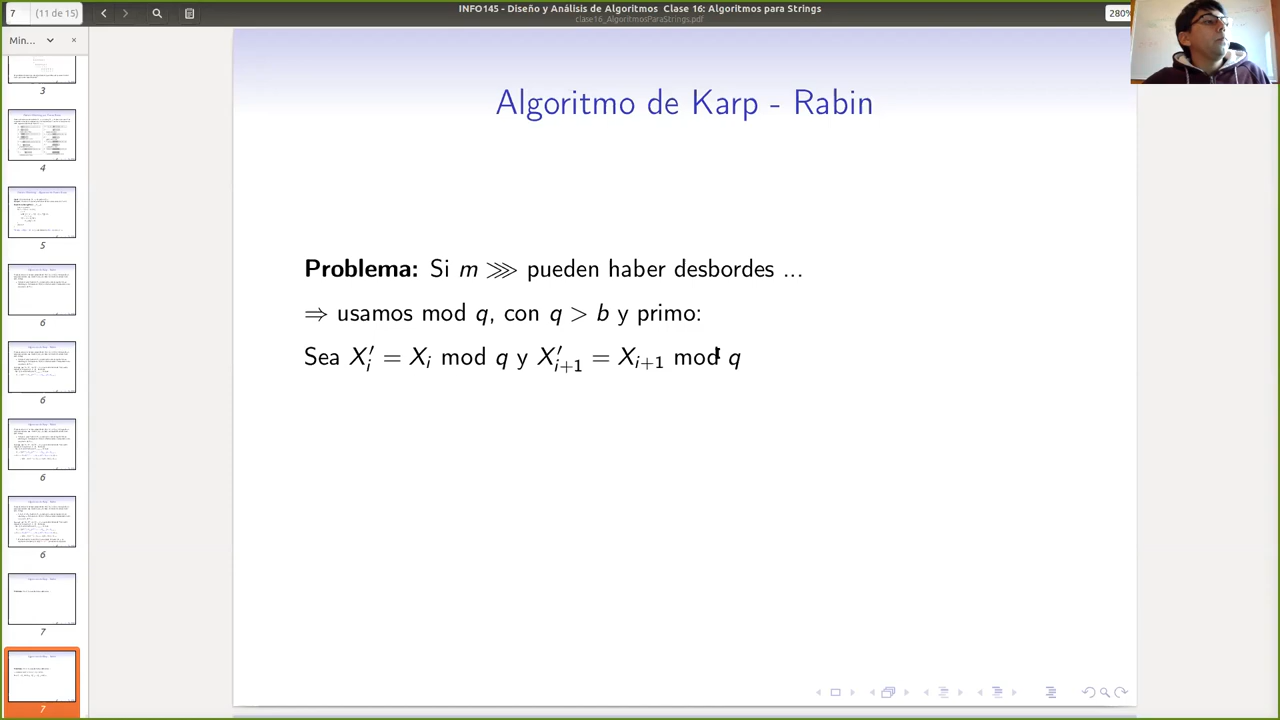 INFO145 - Diseño y Análisis de Algoritmos Clase 16: Algoritmos para Strings
clase16_AlgoritmosParaStrings.pdf
7 (11 de 15)
280%
Min...
3
4
5
6
6
6
6
7
7
Algoritmo de Karp - Rabin
Problema: Si m ⋙ pueden haber desbordes ...
⇒ usamos mod q, con q > b y primo:
Sea X′ᵢ = Xᵢ mod q y X′ᵢ₊₁ = Xᵢ₊₁ mod q